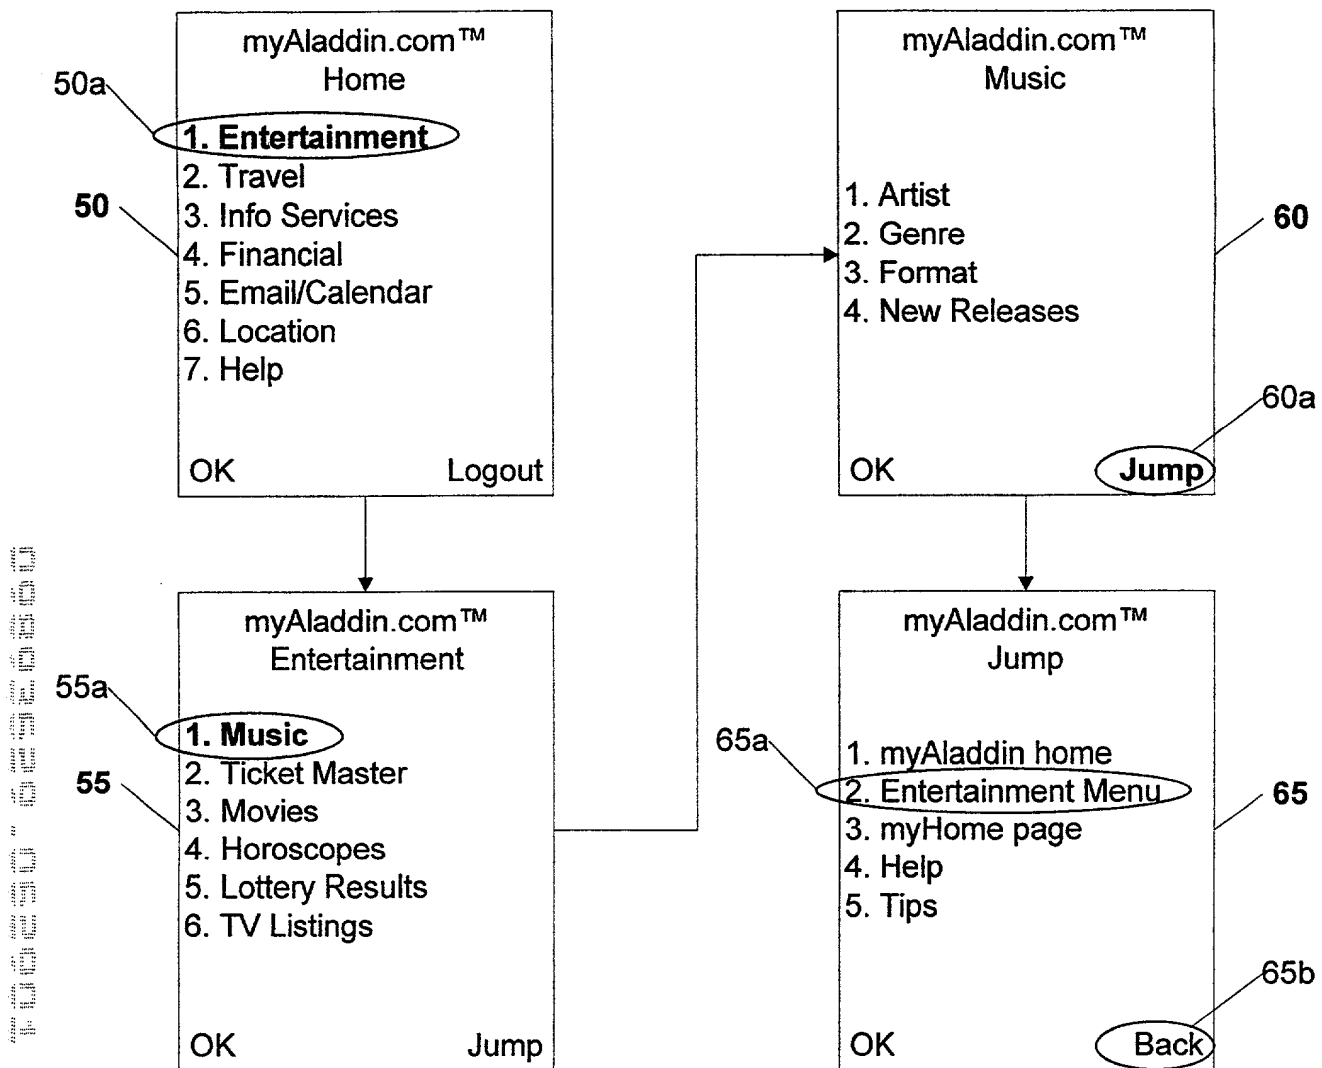 myAladdin.com™
Home
50a
1. Entertainment
2. Travel
50
3. Info Services
4. Financial
5. Email/Calendar
6. Location
7. Help
OK Logout
myAladdin.com™
Music
1. Artist
2. Genre
60
3. Format
4. New Releases
60a
OK Jump
myAladdin.com™
Entertainment
55a
1. Music
2. Ticket Master
55
3. Movies
4. Horoscopes
5. Lottery Results
6. TV Listings
OK Jump
myAladdin.com™
Jump
65a
1. myAladdin home
2. Entertainment Menu
65
3. myHome page
4. Help
5. Tips
65b
OK Back